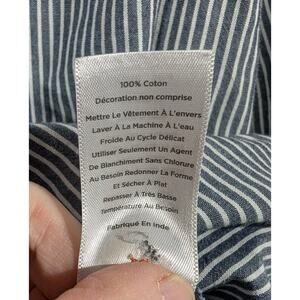 100% Coton
Décoration non comprise
Mettre Le Vêtement À L'envers
Laver À La Machine À L'eau
Froide Au Cycle Délicat
Utiliser Seulement Un Agent
De Blanchiment Sans Chlorure
Au Besoin Redonner La Forme
Et Sécher À Plat
Repasser À Très Basse
Température Au Besoin
Fabriqué En Inde